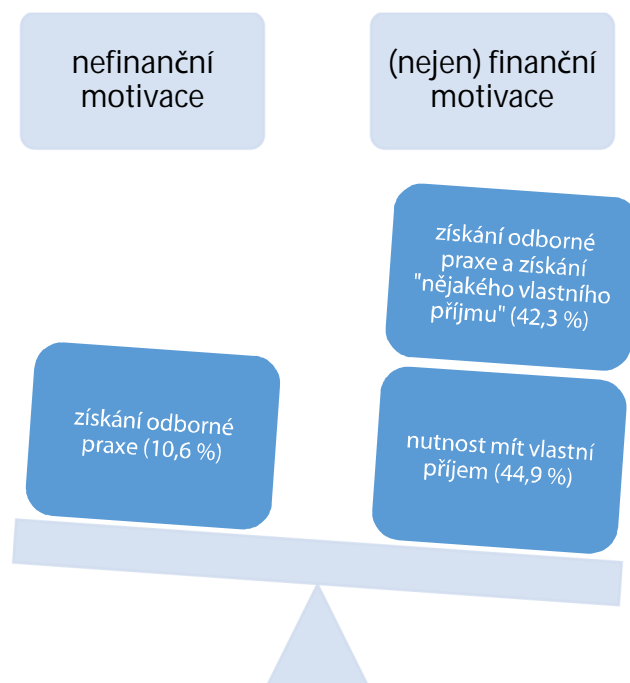 nefinanční
motivace
(nejen) finanční
motivace
získání odborné
praxe a získání
"nějakého vlastního
příjmu" (42,3 %)
získání odborné
praxe (10,6 %)
nutnost mít vlastní
příjem (44,9 %)